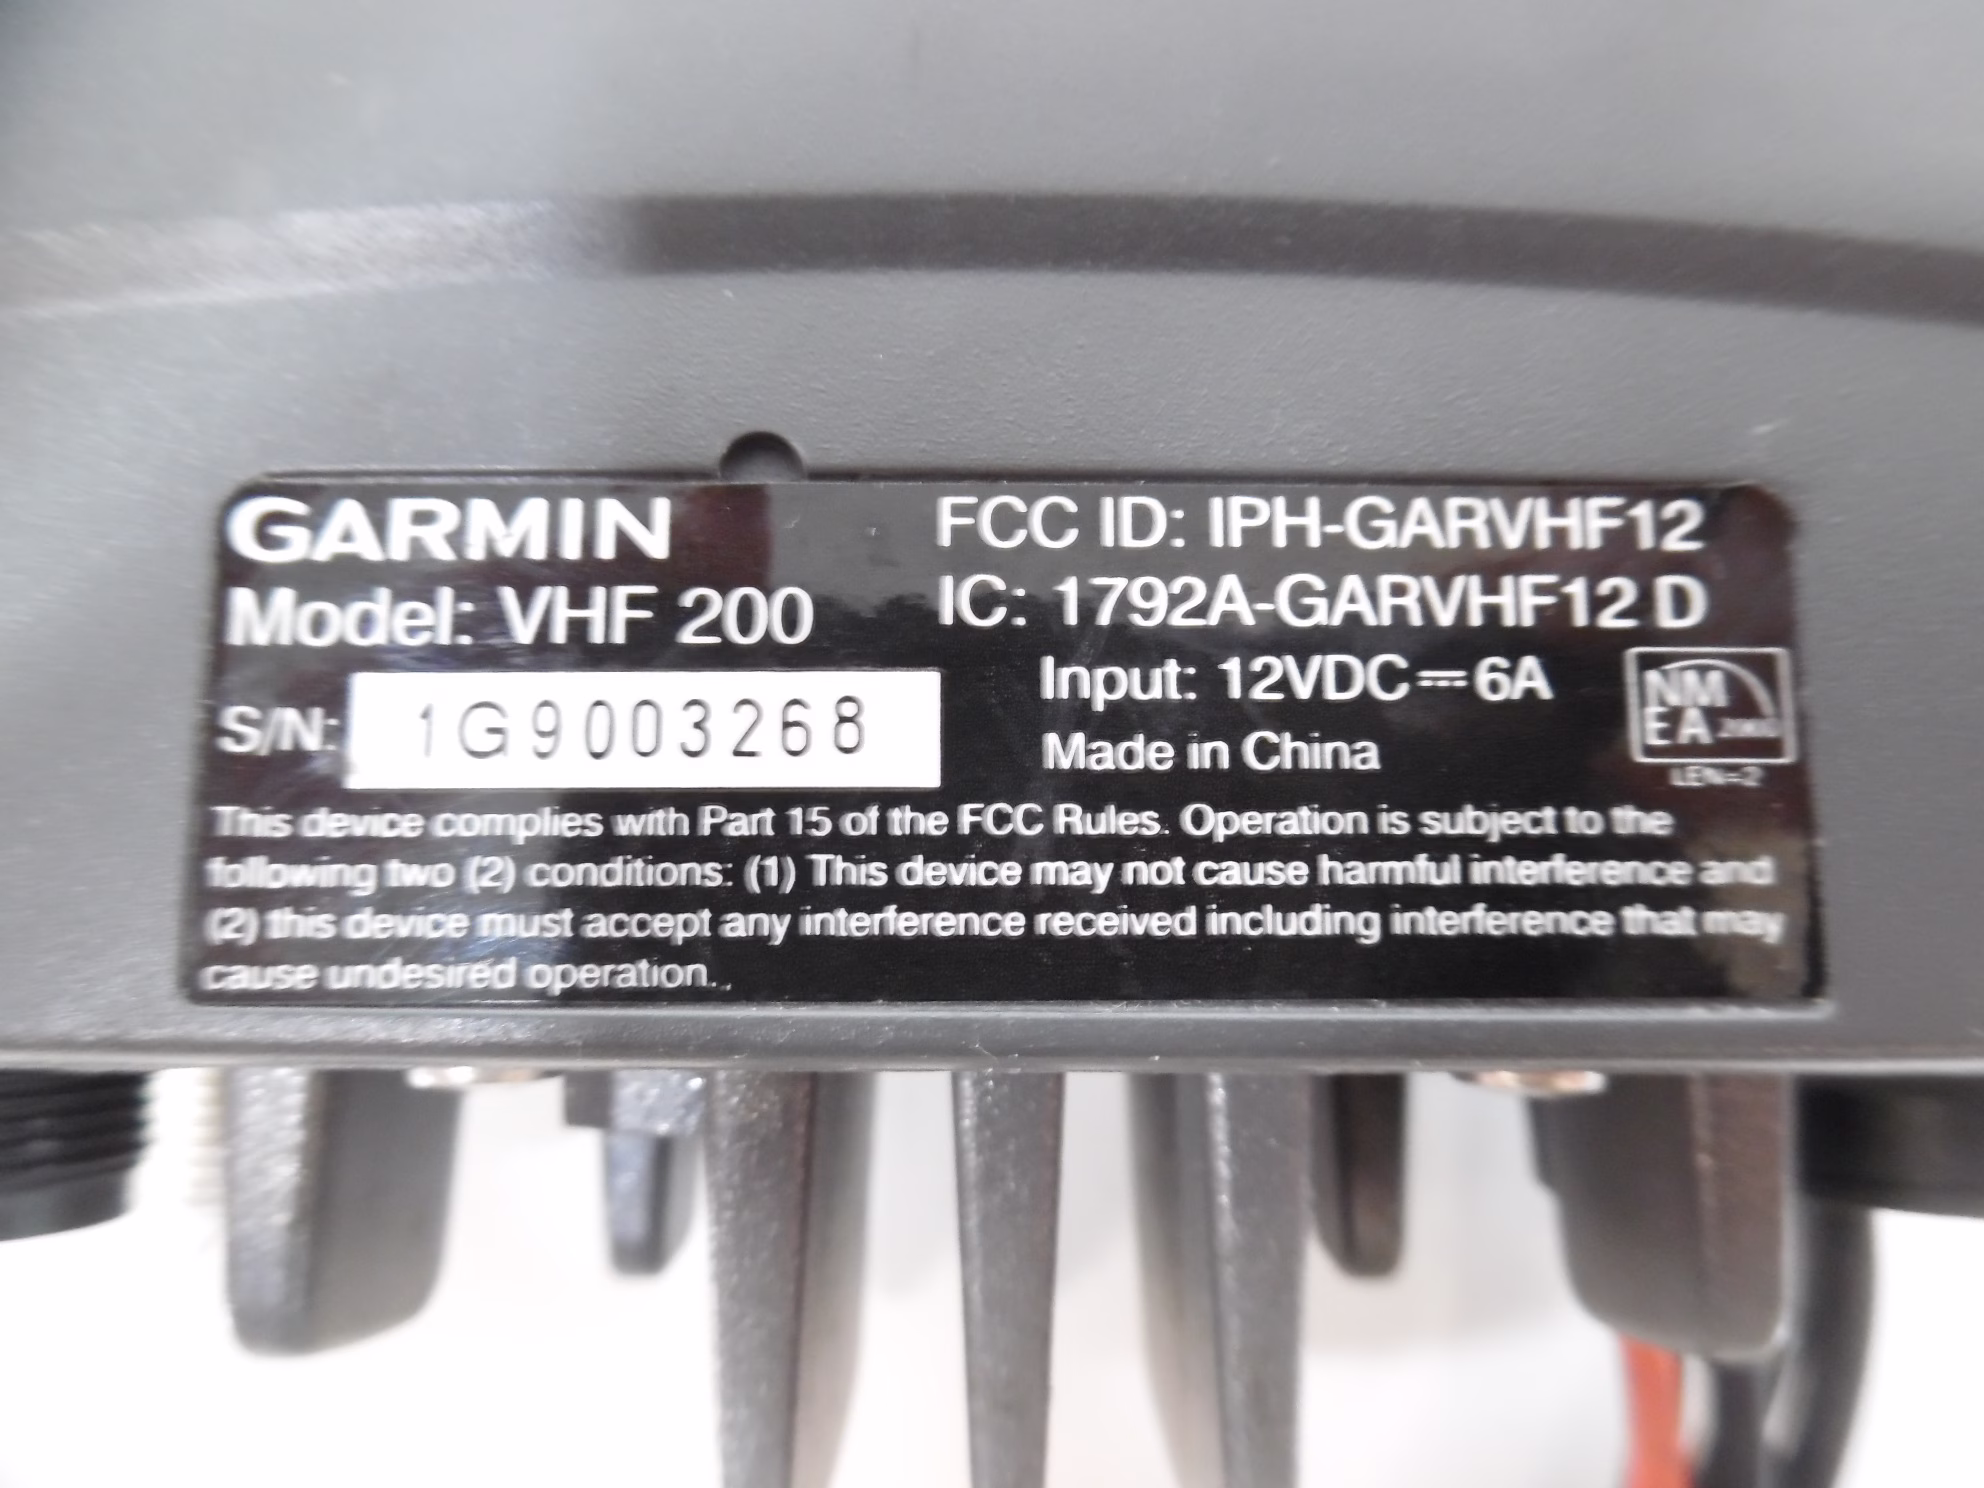 GARMIN
Model: VHF 200
S/N: 1G9003268
FCC ID: IPH-GARVHF12
IC: 1792A-GARVHF12 D
Input: 12VDC⎓6A
Made in China
NM
EA 2000
LEN=2
This device complies with Part 15 of the FCC Rules. Operation is subject to the
following two (2) conditions: (1) This device may not cause harmful interference and
(2) this device must accept any interference received including interference that may
cause undesired operation..